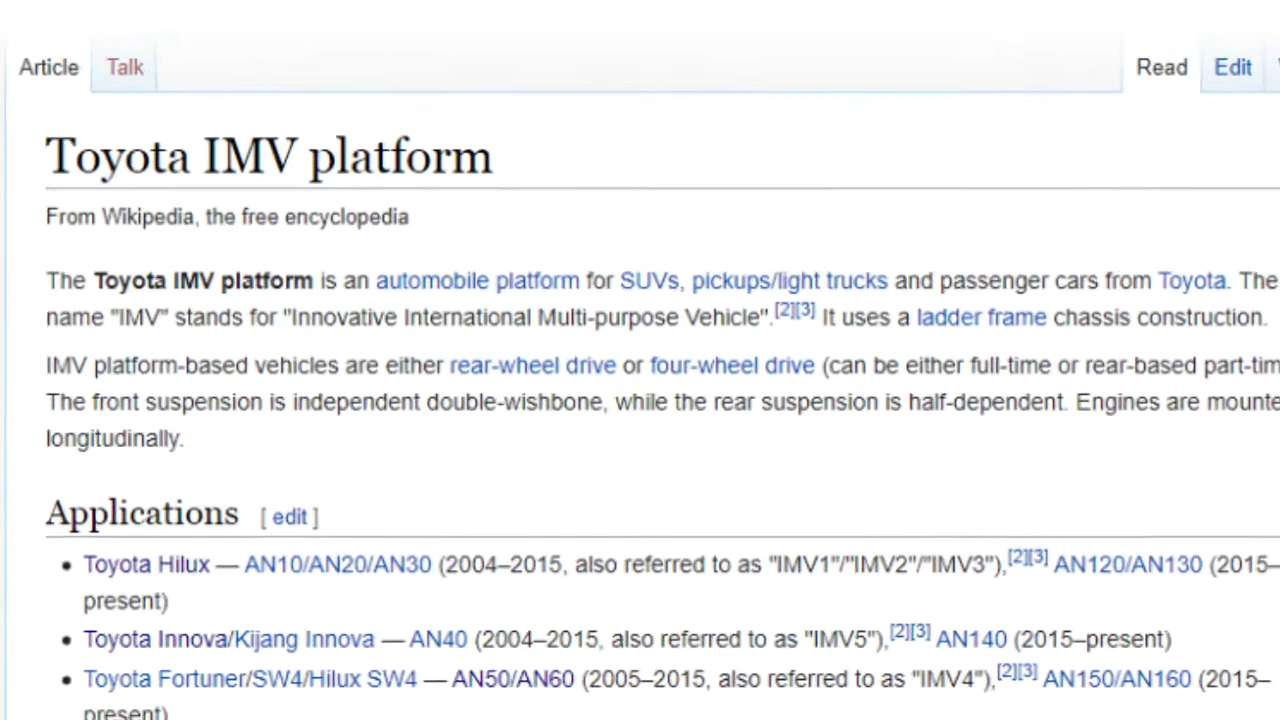 Article Talk Read Edit
Toyota IMV platform
From Wikipedia, the free encyclopedia
The Toyota IMV platform is an automobile platform for SUVs, pickups/light trucks and passenger cars from Toyota. The
name "IMV" stands for "Innovative International Multi-purpose Vehicle".[2][3] It uses a ladder frame chassis construction.
IMV platform-based vehicles are either rear-wheel drive or four-wheel drive (can be either full-time or rear-based part-tim
The front suspension is independent double-wishbone, while the rear suspension is half-dependent. Engines are mounte
longitudinally.
Applications [ edit ]
• Toyota Hilux — AN10/AN20/AN30 (2004–2015, also referred to as "IMV1"/"IMV2"/"IMV3"),[2][3] AN120/AN130 (2015–
present)
• Toyota Innova/Kijang Innova — AN40 (2004–2015, also referred to as "IMV5"),[2][3] AN140 (2015–present)
• Toyota Fortuner/SW4/Hilux SW4 — AN50/AN60 (2005–2015, also referred to as "IMV4"),[2][3] AN150/AN160 (2015–
present)